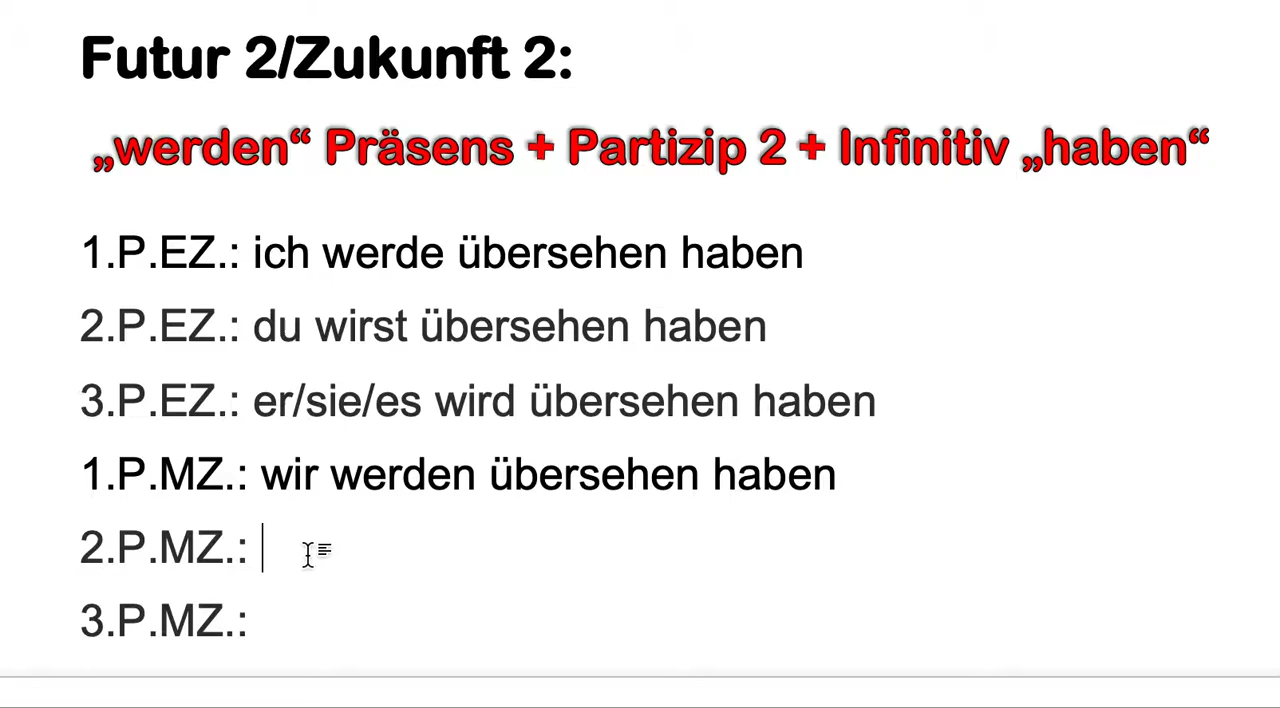 Futur 2/Zukunft 2:
„werden“ Präsens + Partizip 2 + Infinitiv „haben“
1.P.EZ.: ich werde übersehen haben
2.P.EZ.: du wirst übersehen haben
3.P.EZ.: er/sie/es wird übersehen haben
1.P.MZ.: wir werden übersehen haben
2.P.MZ.:
3.P.MZ.: